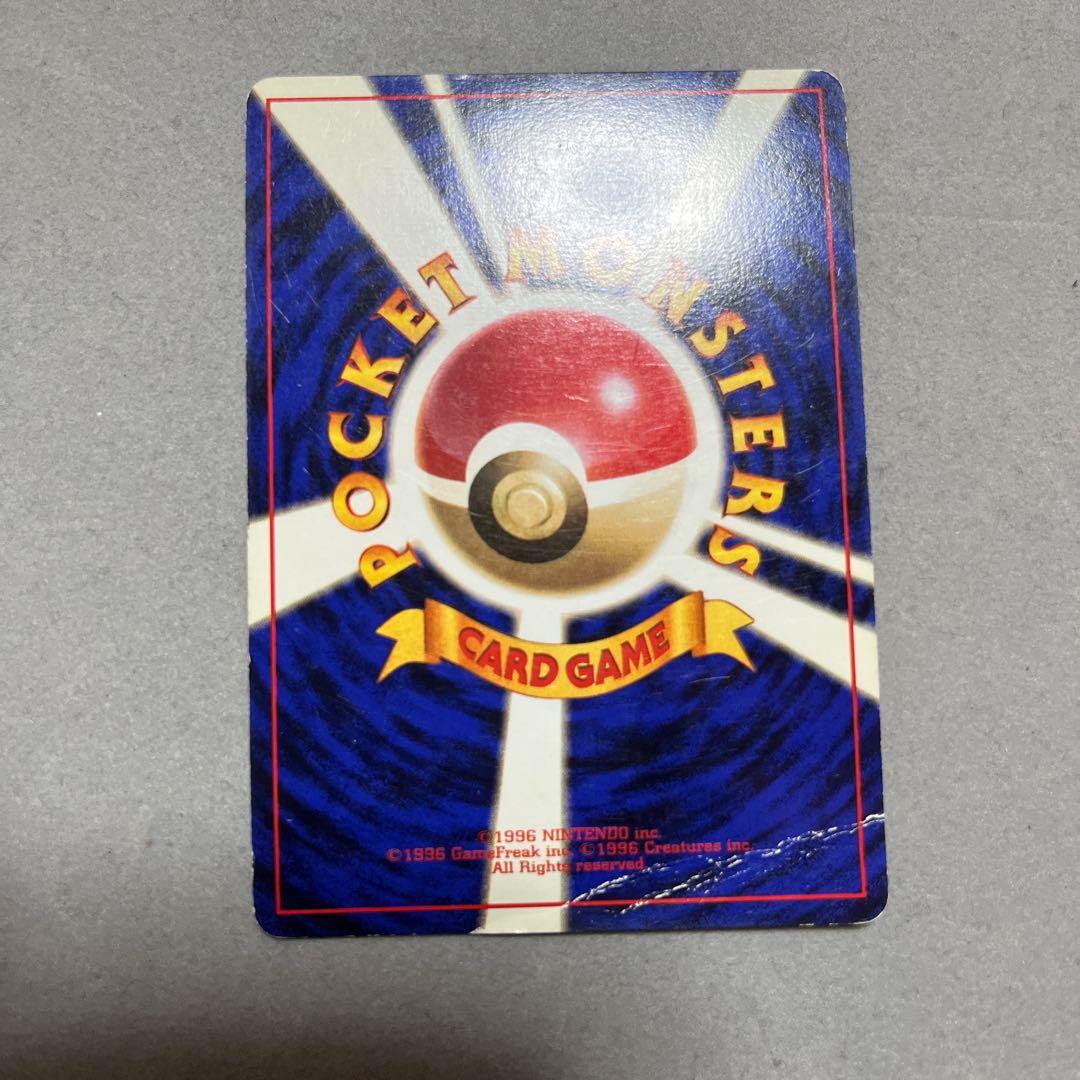 POCKET MONSTERS
CARD GAME
©1996 NINTENDO inc.
©1996 GameFreak inc. ©1996 Creatures inc.
All Rights reserved.